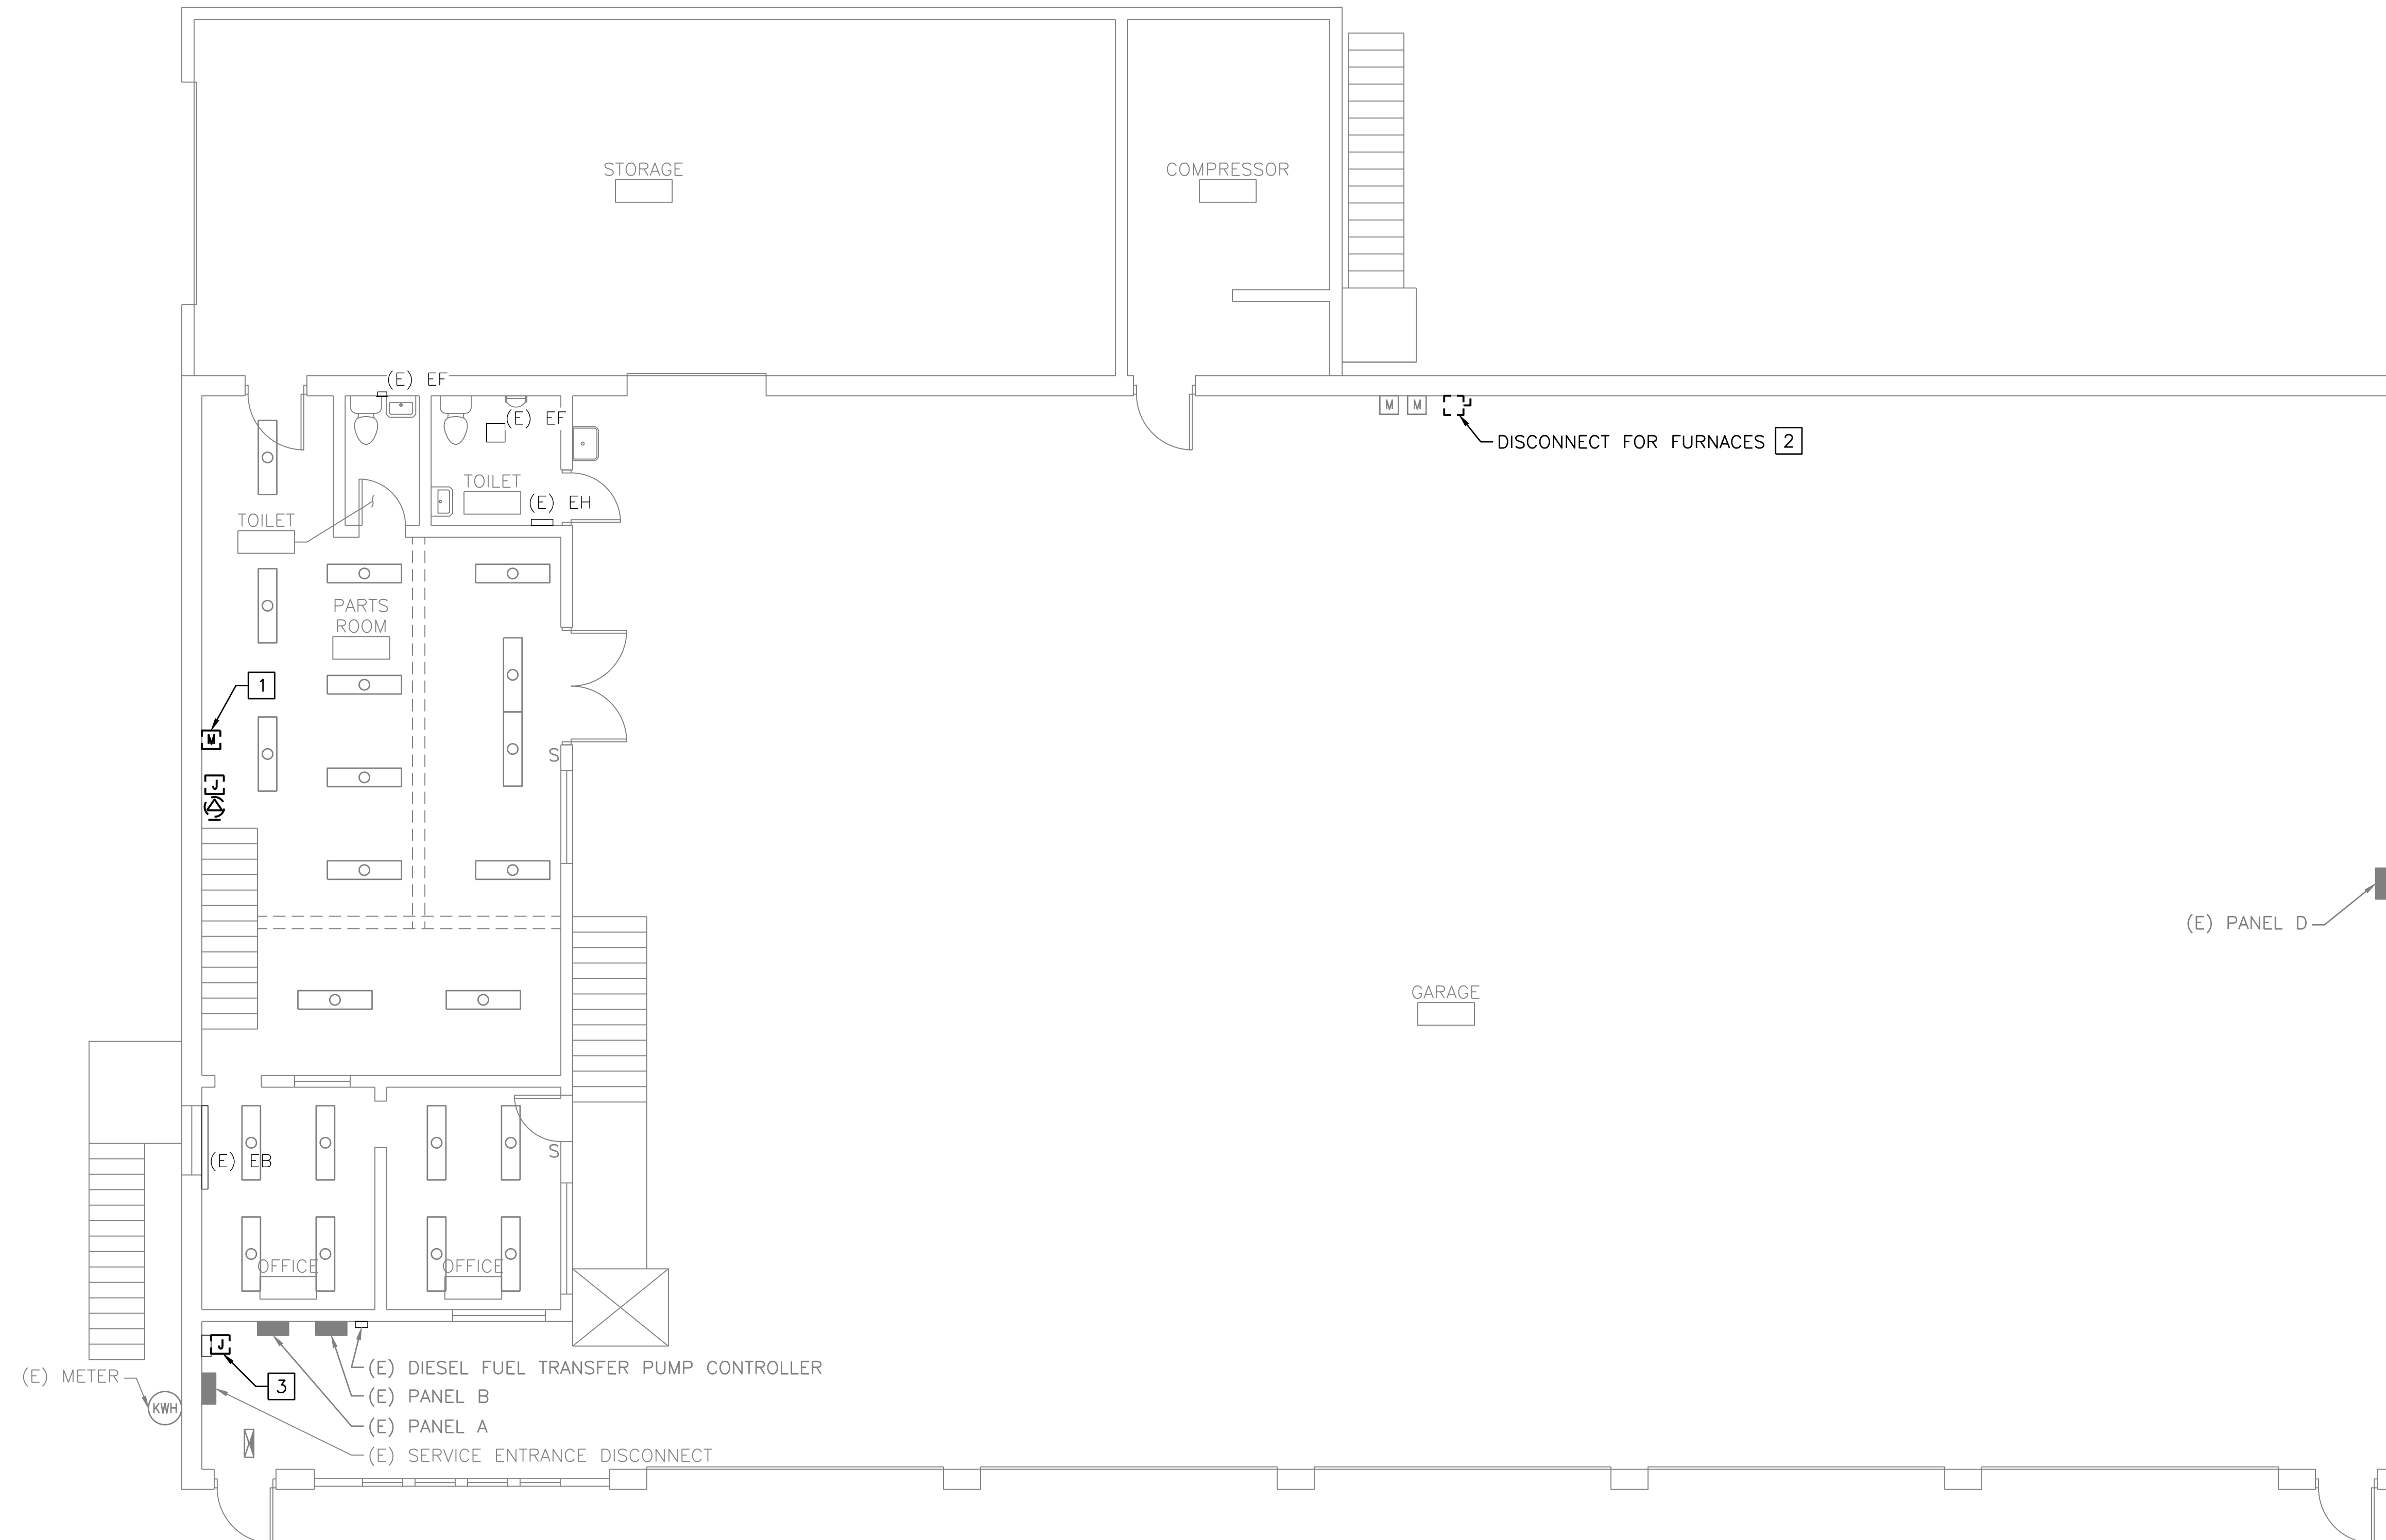 STORAGE
COMPRESSOR
(E) EF
(E) EF
M
M
DISCONNECT FOR FURNACES 2
TOILET
(E) EH
TOILET
PARTS
ROOM
1
M
S
J
(E) PANEL D
GARAGE
S
(E) EB
OFFICE
OFFICE
J
3
(E) METER
KWH
(E) DIESEL FUEL TRANSFER PUMP CONTROLLER
(E) PANEL B
(E) PANEL A
(E) SERVICE ENTRANCE DISCONNECT